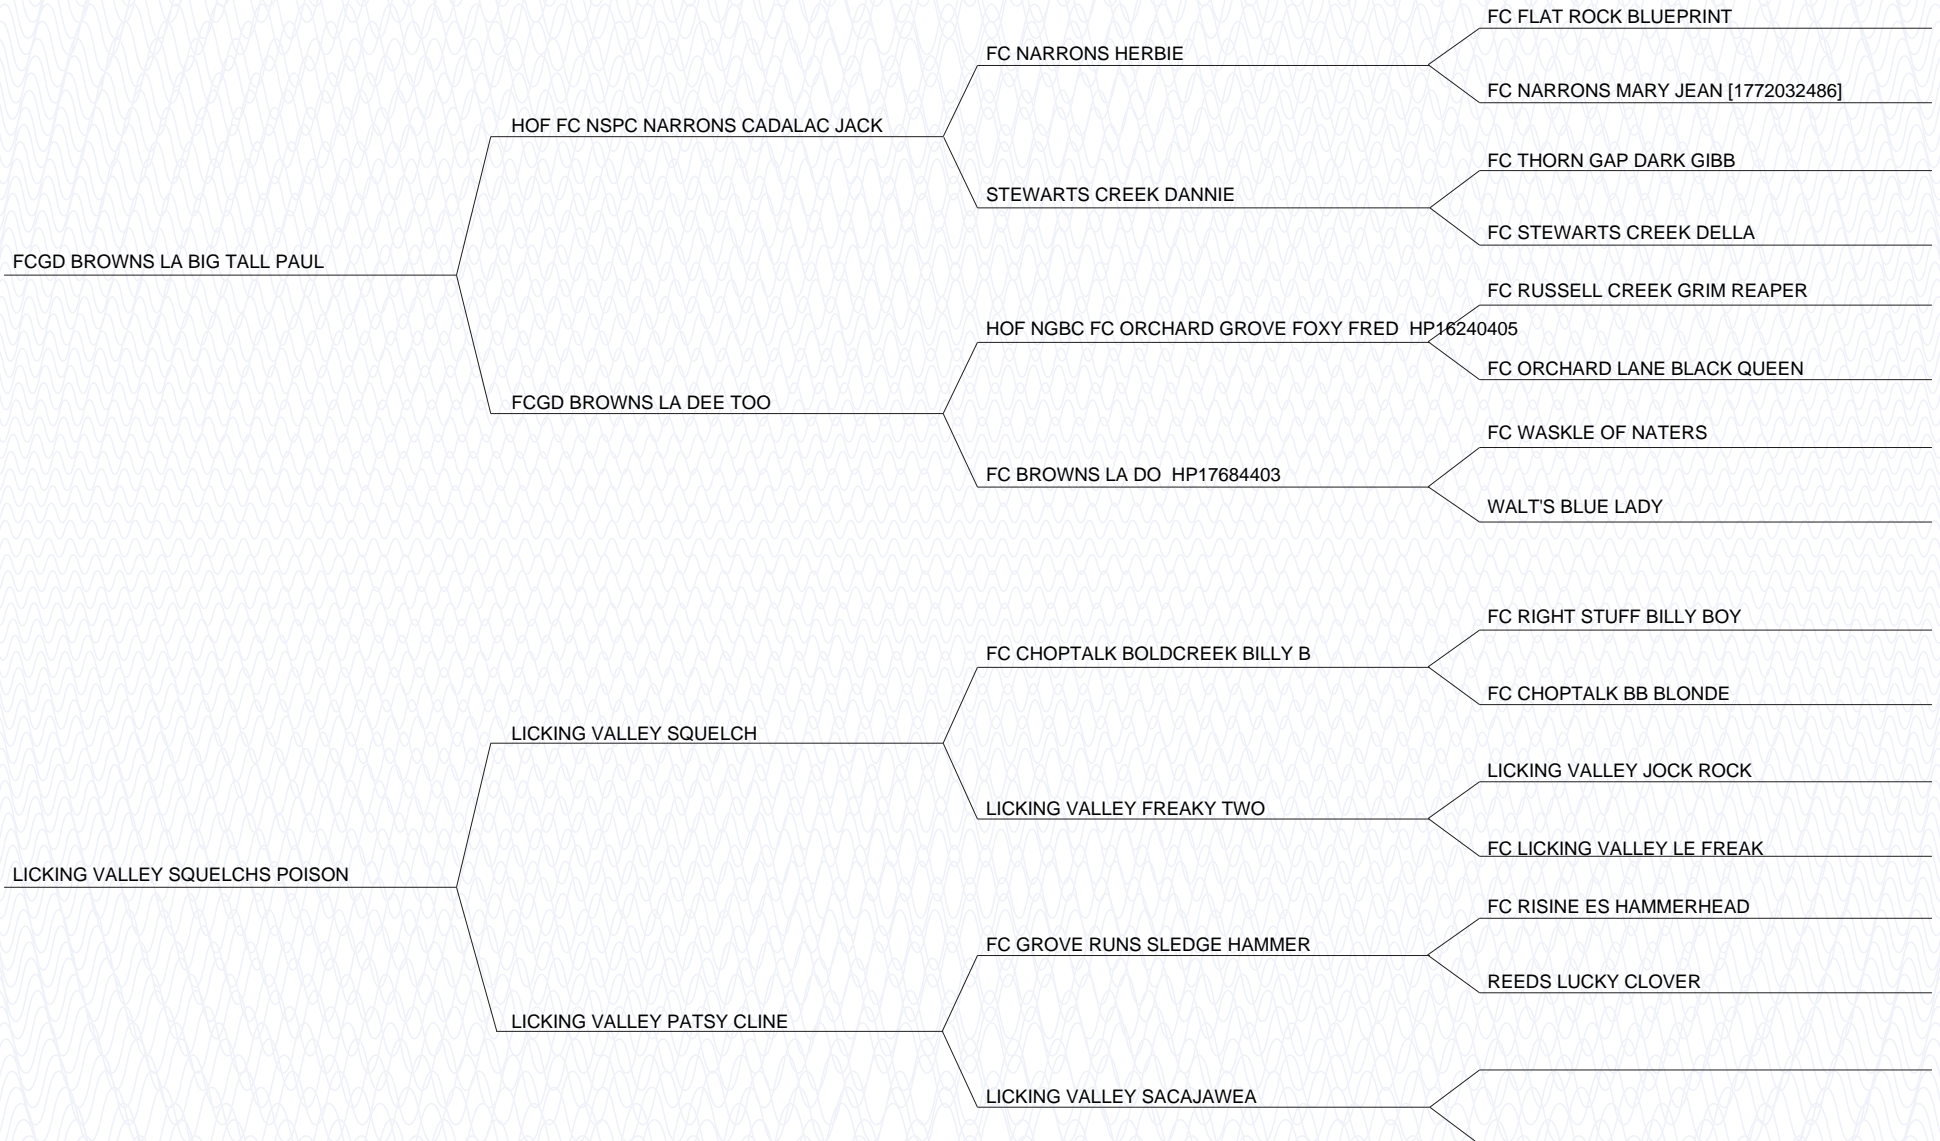 FC FLAT ROCK BLUEPRINT
FC NARRONS HERBIE
FC NARRONS MARY JEAN [1772032486]
HOF FC NSPC NARRONS CADALAC JACK
FC THORN GAP DARK GIBB
STEWARTS CREEK DANNIE
FC STEWARTS CREEK DELLA
FCGD BROWNS LA BIG TALL PAUL
FC RUSSELL CREEK GRIM REAPER
HOF NGBC FC ORCHARD GROVE FOXY FRED  HP16240405
FC ORCHARD LANE BLACK QUEEN
FCGD BROWNS LA DEE TOO
FC WASKLE OF NATERS
FC BROWNS LA DO  HP17684403
WALT'S BLUE LADY
FC RIGHT STUFF BILLY BOY
FC CHOPTALK BOLDCREEK BILLY B
FC CHOPTALK BB BLONDE
LICKING VALLEY SQUELCH
LICKING VALLEY JOCK ROCK
LICKING VALLEY FREAKY TWO
FC LICKING VALLEY LE FREAK
LICKING VALLEY SQUELCHS POISON
FC RISINE ES HAMMERHEAD
FC GROVE RUNS SLEDGE HAMMER
REEDS LUCKY CLOVER
LICKING VALLEY PATSY CLINE
LICKING VALLEY SACAJAWEA